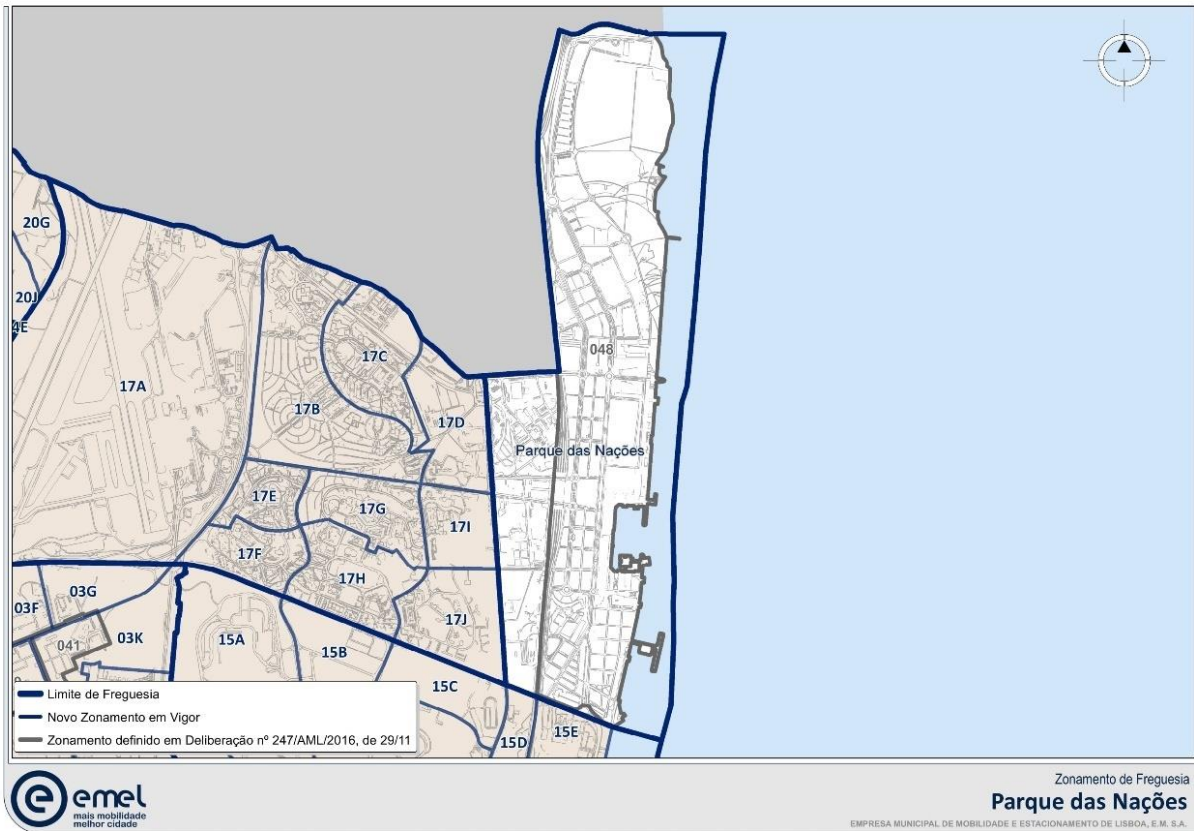 20G
20J
4E
17A
17B
17C
17D
048
Parque das Nações
17E
17G
17I
17F
17H
17J
03F
03G
03K
041
15A
15B
15C
15D
15E
Limite de Freguesia
Novo Zonamento em Vigor
Zonamento definido em Deliberação nº 247/AML/2016, de 29/11
e emel
mais mobilidade
melhor cidade
Zonamento de Freguesia
Parque das Nações
EMPRESA MUNICIPAL DE MOBILIDADE E ESTACIONAMENTO DE LISBOA, E.M. S.A.